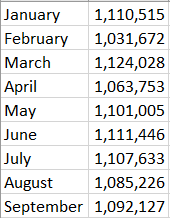 January 1,110,515
February 1,031,672
March 1,124,028
April 1,063,753
May 1,101,005
June 1,111,446
July 1,107,633
August 1,085,226
September 1,092,127